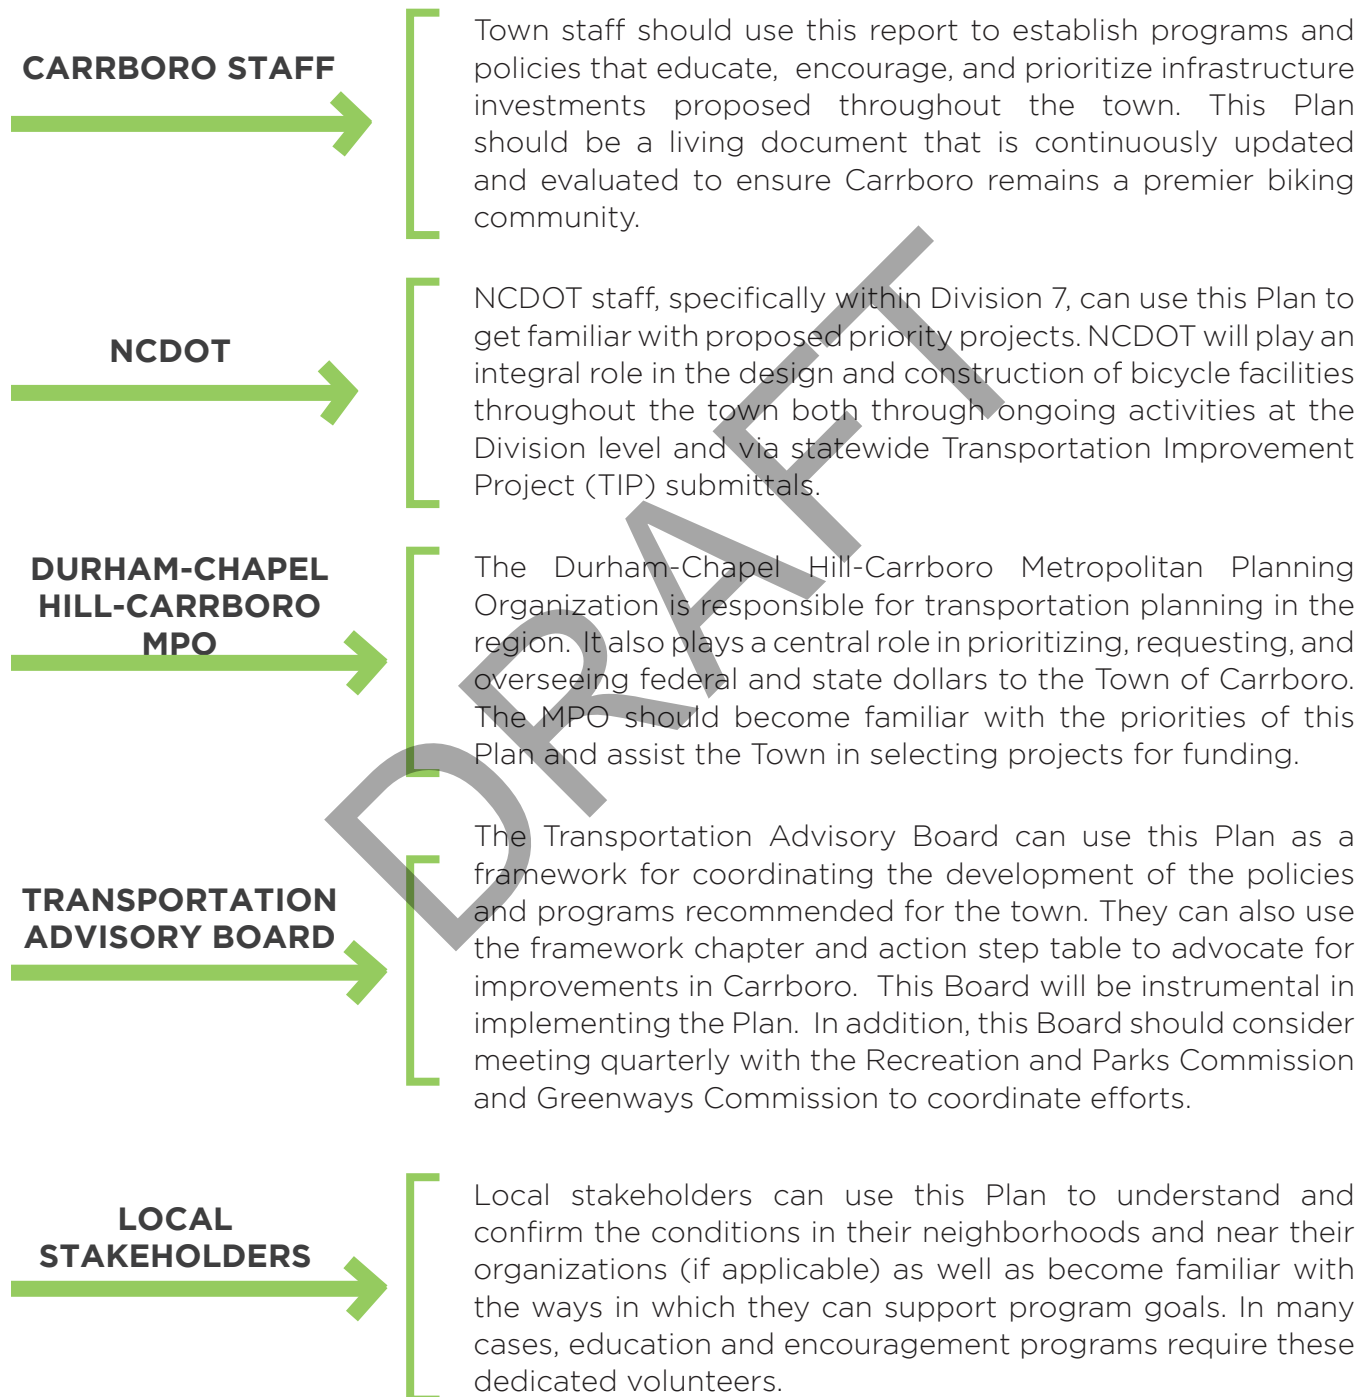 CARRBORO STAFF
Town staff should use this report to establish programs and
policies that educate, encourage, and prioritize infrastructure
investments proposed throughout the town. This Plan
should be a living document that is continuously updated
and evaluated to ensure Carrboro remains a premier biking
community.
NCDOT
NCDOT staff, specifically within Division 7, can use this Plan to
get familiar with proposed priority projects. NCDOT will play an
integral role in the design and construction of bicycle facilities
throughout the town both through ongoing activities at the
Division level and via statewide Transportation Improvement
Project (TIP) submittals.
DURHAM-CHAPEL
HILL-CARRBORO
MPO
The Durham-Chapel Hill-Carrboro Metropolitan Planning
Organization is responsible for transportation planning in the
region. It also plays a central role in prioritizing, requesting, and
overseeing federal and state dollars to the Town of Carrboro.
The MPO should become familiar with the priorities of this
Plan and assist the Town in selecting projects for funding.
TRANSPORTATION
ADVISORY BOARD
The Transportation Advisory Board can use this Plan as a
framework for coordinating the development of the policies
and programs recommended for the town. They can also use
the framework chapter and action step table to advocate for
improvements in Carrboro. This Board will be instrumental in
implementing the Plan. In addition, this Board should consider
meeting quarterly with the Recreation and Parks Commission
and Greenways Commission to coordinate efforts.
LOCAL
STAKEHOLDERS
Local stakeholders can use this Plan to understand and
confirm the conditions in their neighborhoods and near their
organizations (if applicable) as well as become familiar with
the ways in which they can support program goals. In many
cases, education and encouragement programs require these
dedicated volunteers.
DRAFT